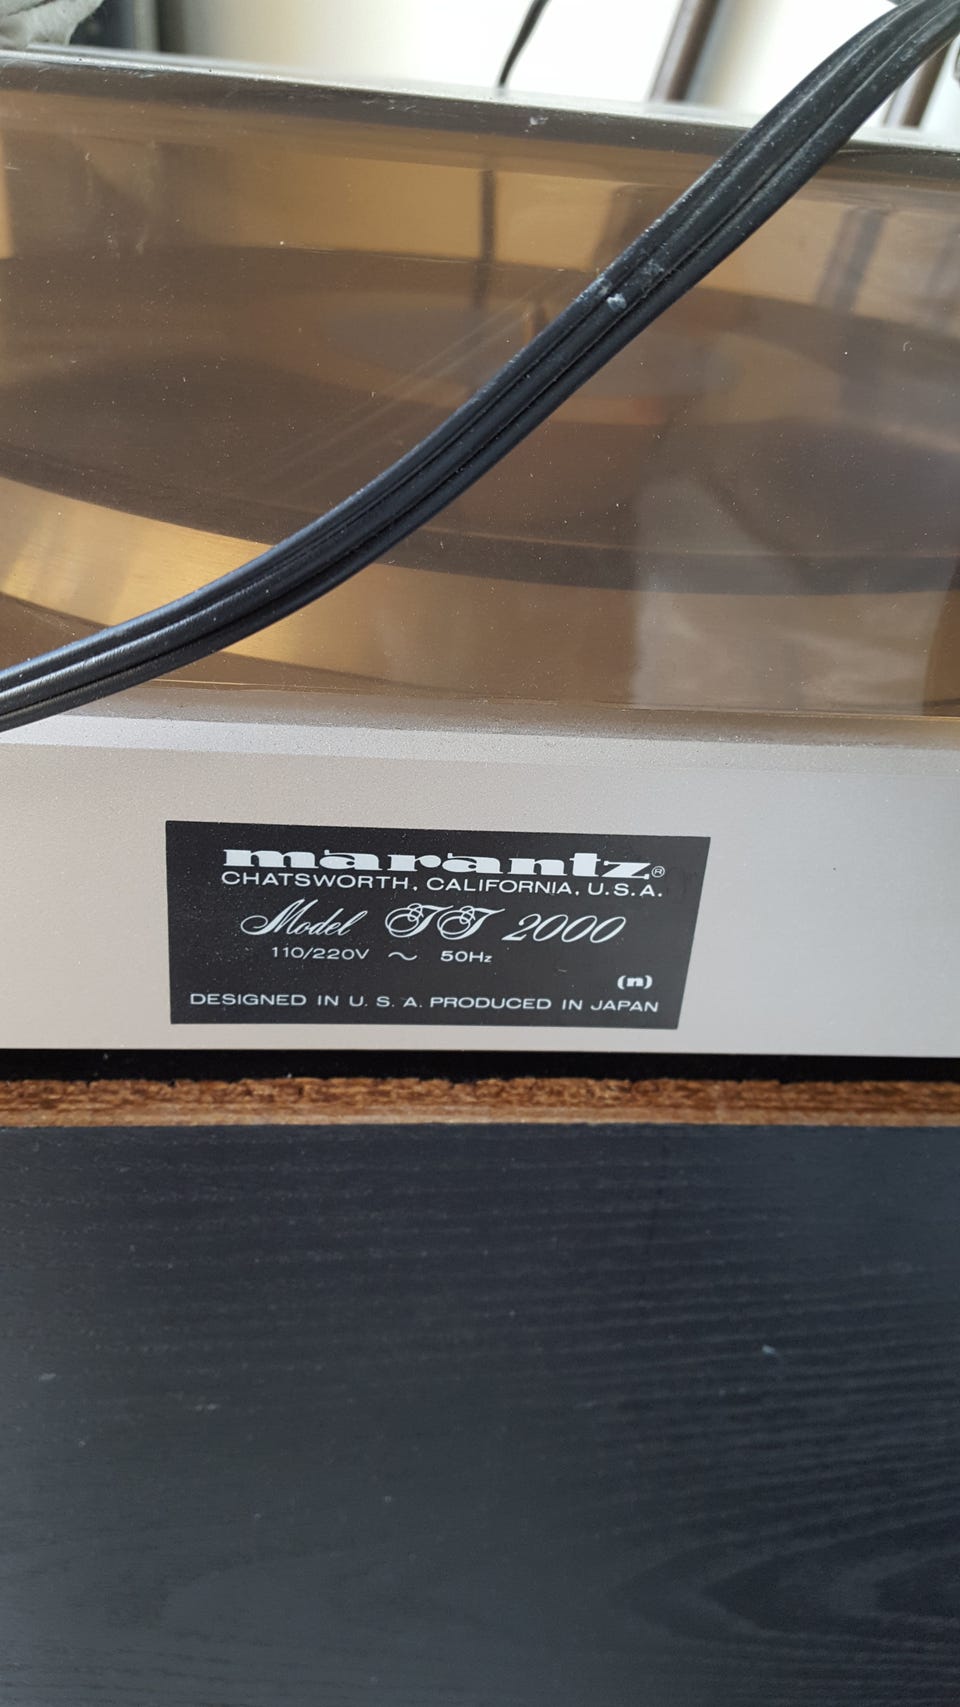 marantz®
CHATSWORTH, CALIFORNIA, U.S.A.
Model TT 2000
110/220V ~ 50Hz
(n)
DESIGNED IN U. S. A. PRODUCED IN JAPAN